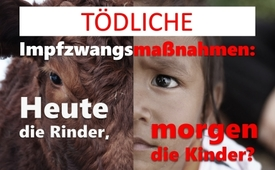 TÖDLICHE
Impfzwangsmaßnahmen:
Heute
die Rinder,
morgen
die Kinder?